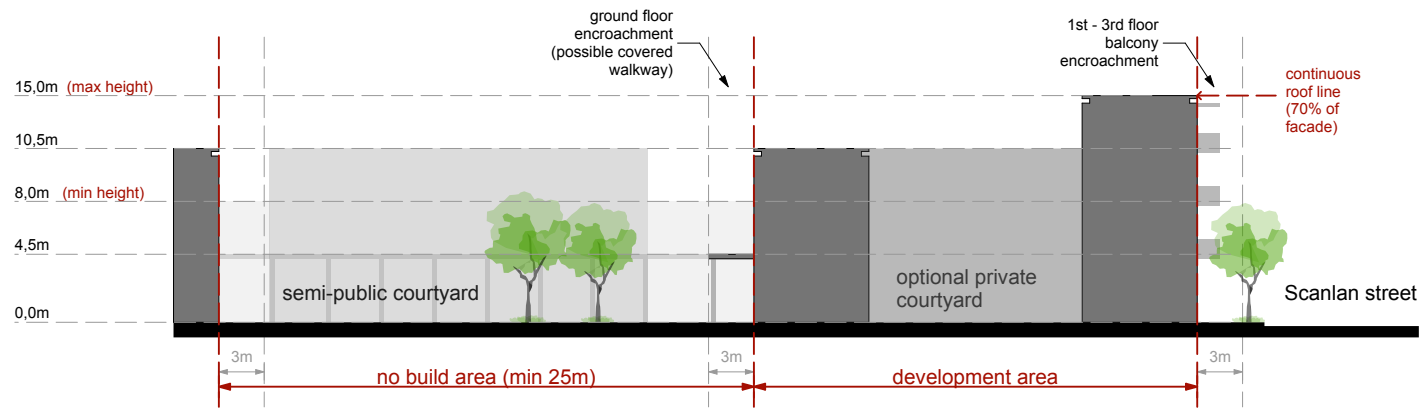 ground floor
encroachment
(possible covered
walkway)
1st - 3rd floor
balcony
encroachment
continuous
roof line
(70% of
facade)
15,0m (max height)
10,5m
8,0m (min height)
4,5m
0,0m
semi-public courtyard
optional private
courtyard
Scanlan street
3m
3m
3m
no build area (min 25m)
development area